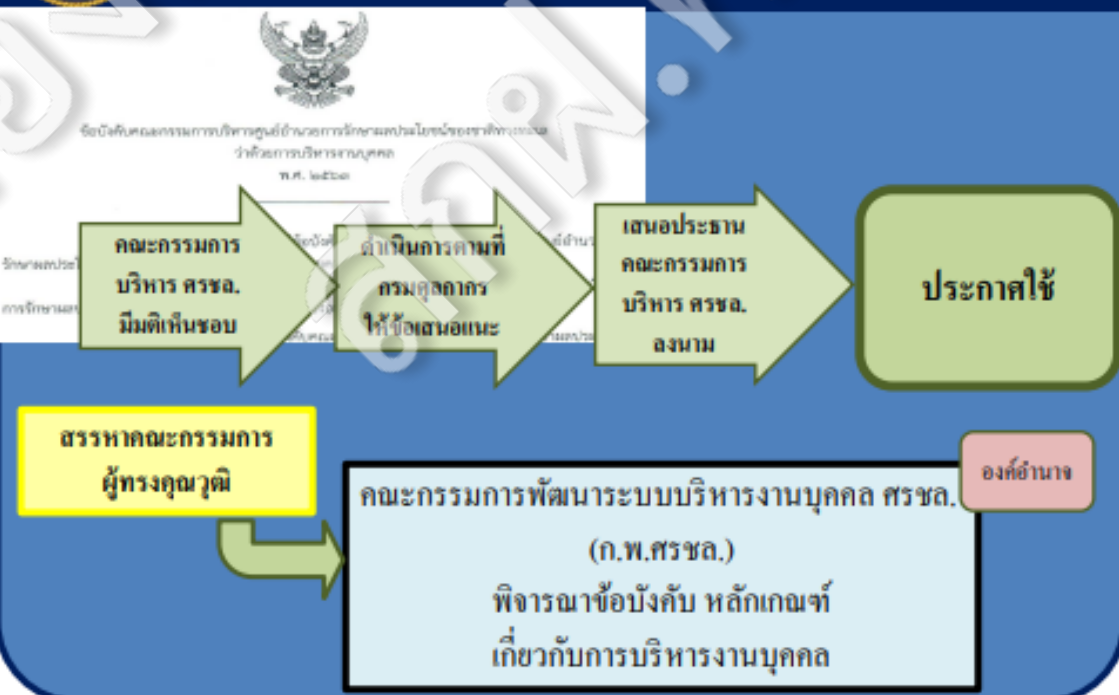 ข้อบังคับคณะกรรมการบริหารศูนย์อำนวยการรักษาผลประโยชน์ของชาติทางทะเล
ว่าด้วยการบริหารงานบุคคล
พ.ศ. ๒๕๖๓
คณะกรรมการ
บริหาร ศรชล.
มีมติเห็นชอบ
ดำเนินการตามที่
กรมศุลกากร
ให้ข้อเสนอแนะ
เสนอประธาน
คณะกรรมการ
บริหาร ศรชล.
ลงนาม
ประกาศใช้
สรรหาคณะกรรมการ
ผู้ทรงคุณวุฒิ
องค์อำนาจ
คณะกรรมการพัฒนาระบบบริหารงานบุคคล ศรชล.
(ก.พ.ศรชล.)
พิจารณาข้อบังคับ หลักเกณฑ์
เกี่ยวกับการบริหารงานบุคคล